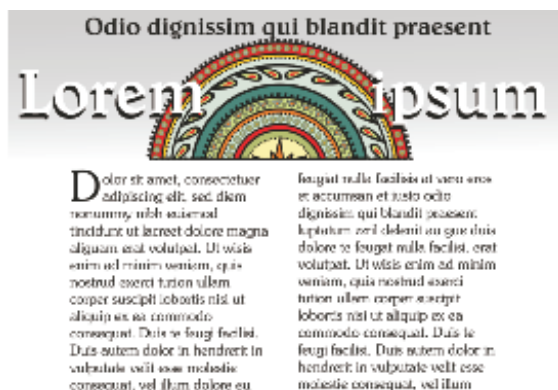 Odio dignissim qui blandit praesent
Lorem ipsum
Dolor sit amet, consectetuer
adipiscing elit, sed diem
nonummy nibh euismod
tincidunt ut lacreet dolore magna
aliguam erat volutpat. Ut wisis
enim ad minim veniam, quis
nostrud exerci tution ullam
corper suscipit lobortis nisl ut
aliquip ex ea commodo
consequat. Duis te feugi facilisi.
Duis autem dolor in hendrerit in
vulputate velit esse molestie
consequat, vel illum dolore eu
feugiat nulla facilisis at vero eros
et accumsan et iusto odio
dignissim qui blandit praesent
luptatum zzril delenit au gue duis
dolore te feugat nulla facilisi. erat
volutpat. Ut wisis enim ad minim
veniam, quis nostrud exerci
tution ullam corper suscipit
lobortis nisl ut aliquip ex ea
commodo consequat. Duis te
feugi facilisi. Duis autem dolor in
hendrerit in vulputate velit esse
molestie consequat, vel illum